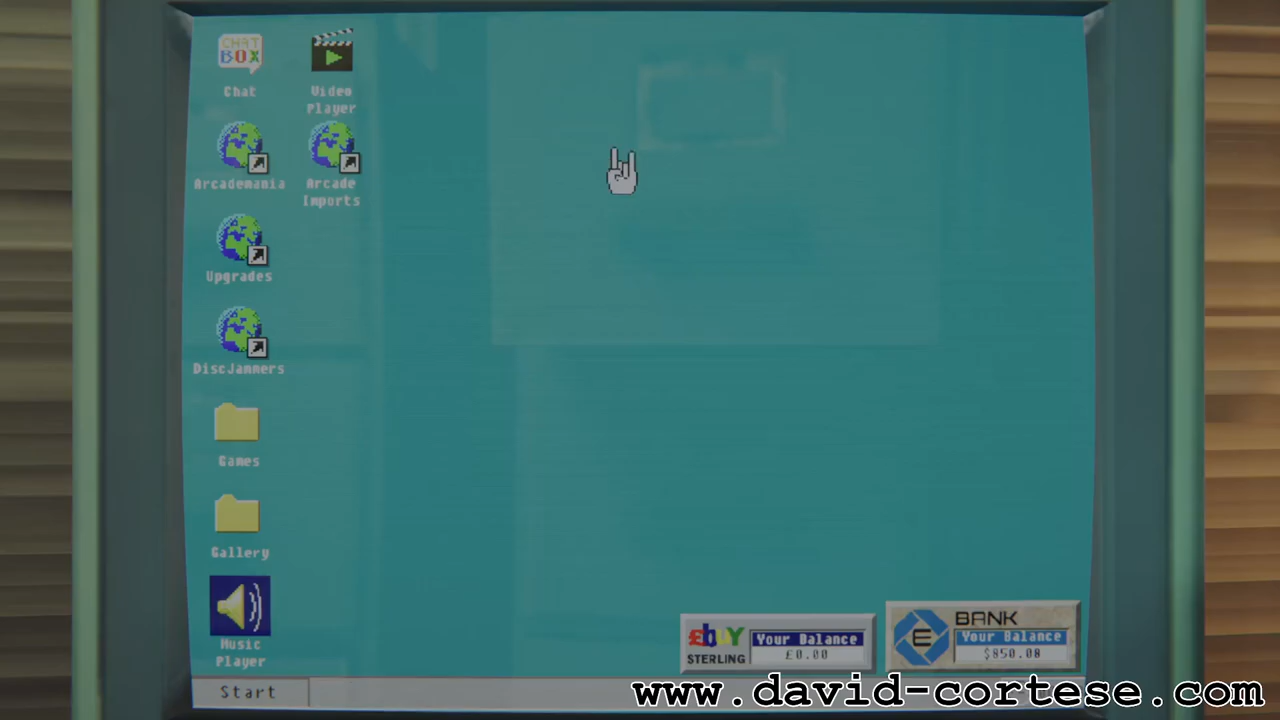 CHAT
BOX
Chat
Video
Player
Arcademania
Arcade
Imports
Upgrades
DiscJammers
Games
Gallery
Music
Player
ebuy
STERLING
Your Balance
£0.00
E
BANK
Your Balance
$850.08
Start
www.david-cortese.com